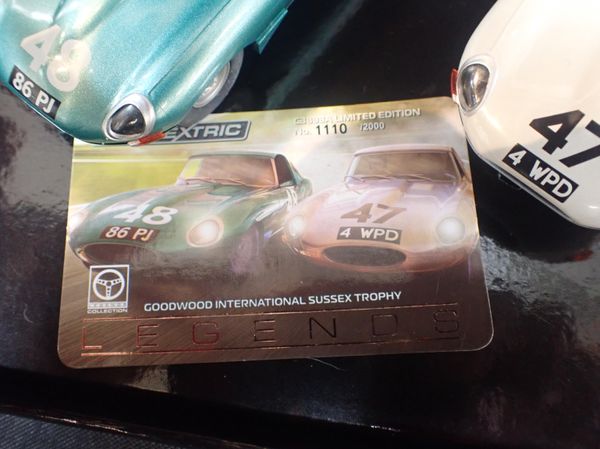 48
86 PJ
47
4 WPD
EXTRIC
LIMITED EDITION
No. 1110 /2000
48
86 PJ
47
4 WPD
COLLECTION
GOODWOOD INTERNATIONAL SUSSEX TROPHY
LEGENDS